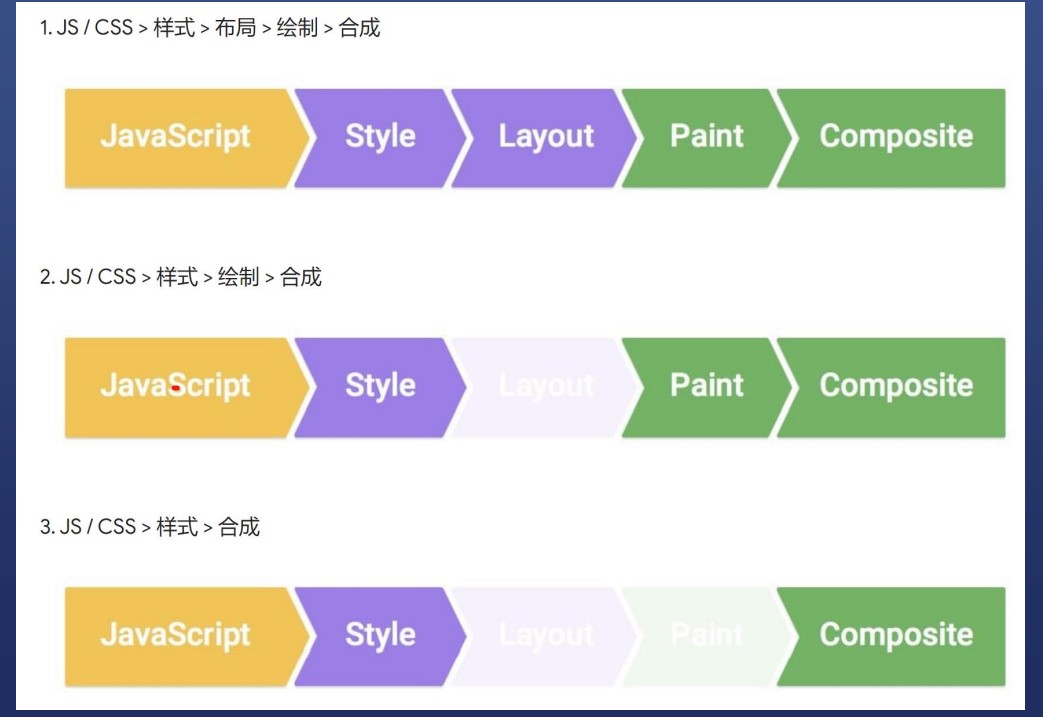 1. JS / CSS > 样式 > 布局 > 绘制 > 合成
JavaScript Style Layout Paint Composite
2. JS / CSS > 样式 > 绘制 > 合成
JavaScript Style Layout Paint Composite
3. JS / CSS > 样式 > 合成
JavaScript Style Layout Paint Composite